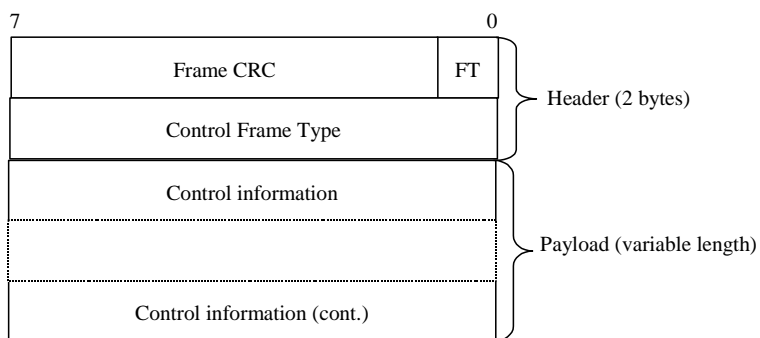 7 0
Frame CRC FT
Header (2 bytes)
Control Frame Type
Control information
Payload (variable length)
Control information (cont.)